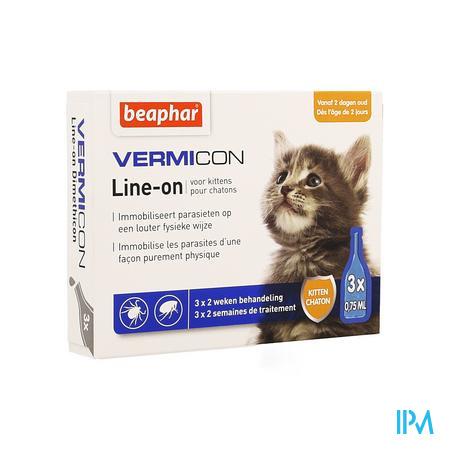 Vanaf 2 dagen oud
Dès l'âge de 2 jours
beaphar
VERMICON
Line-on
voor kittens
pour chatons
Immobiliseert parasieten op
een louter fysieke wijze
Immobilise les parasites d'une
façon purement physique
3 x 2 weken behandeling
3 x 2 semaines de traitement
KITTEN
CHATON
3x
0,75 ML
VERMICON
Line-on Dimethicon
3x
IPM